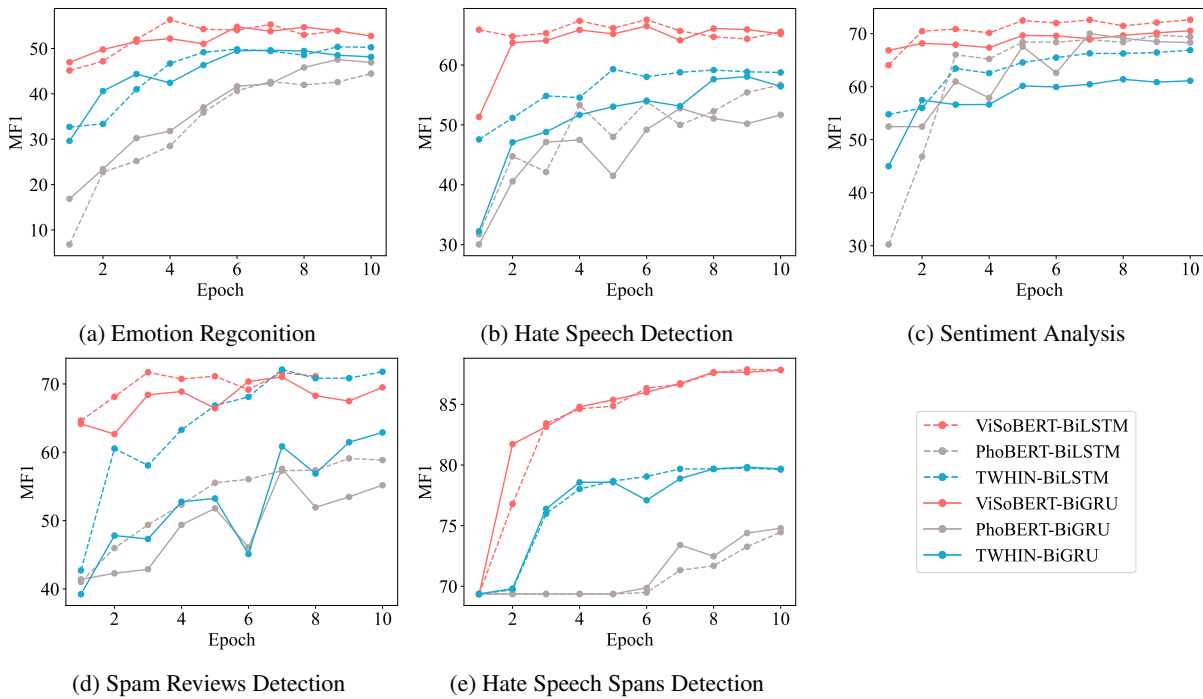 50
40
30
20
10
MF1
2 4 6 8 10
Epoch
(a) Emotion Regconition
60
50
40
30
MF1
2 4 6 8 10
Epoch
(b) Hate Speech Detection
70
60
50
40
30
MF1
2 4 6 8 10
Epoch
(c) Sentiment Analysis
70
60
50
40
MF1
2 4 6 8 10
Epoch
(d) Spam Reviews Detection
85
80
75
70
MF1
2 4 6 8 10
Epoch
(e) Hate Speech Spans Detection
ViSoBERT-BiLSTM
PhoBERT-BiLSTM
TWHIN-BiLSTM
ViSoBERT-BiGRU
PhoBERT-BiGRU
TWHIN-BiGRU